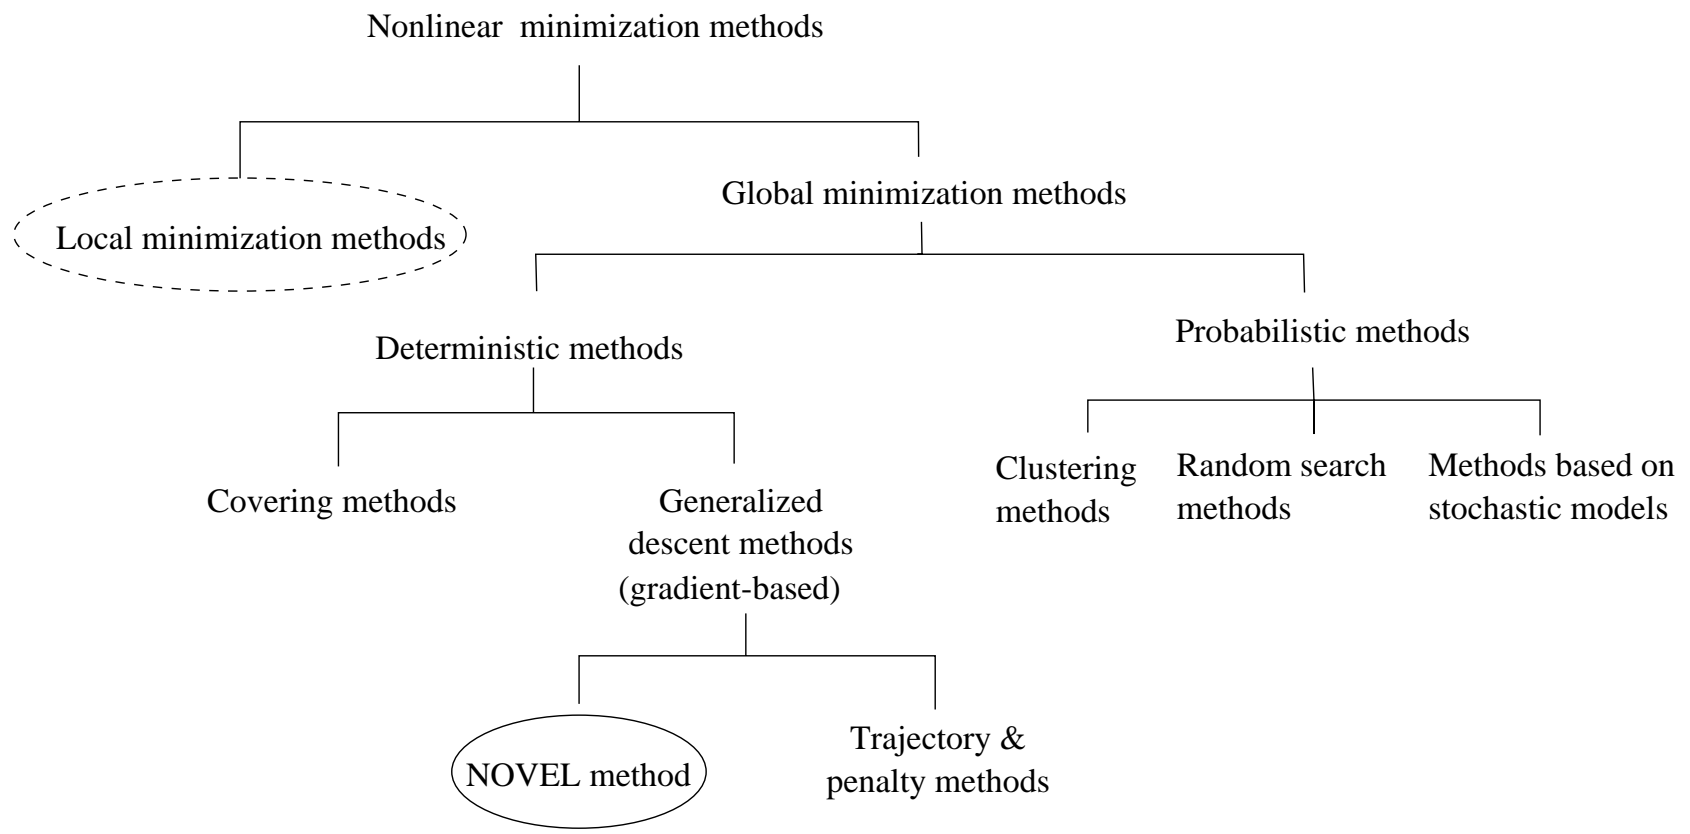 Nonlinear minimization methods
Local minimization methods
Global minimization methods
Deterministic methods
Probabilistic methods
Covering methods
Generalized
descent methods
(gradient-based)
Clustering
methods
Random search
methods
Methods based on
stochastic models
NOVEL method
Trajectory &
penalty methods